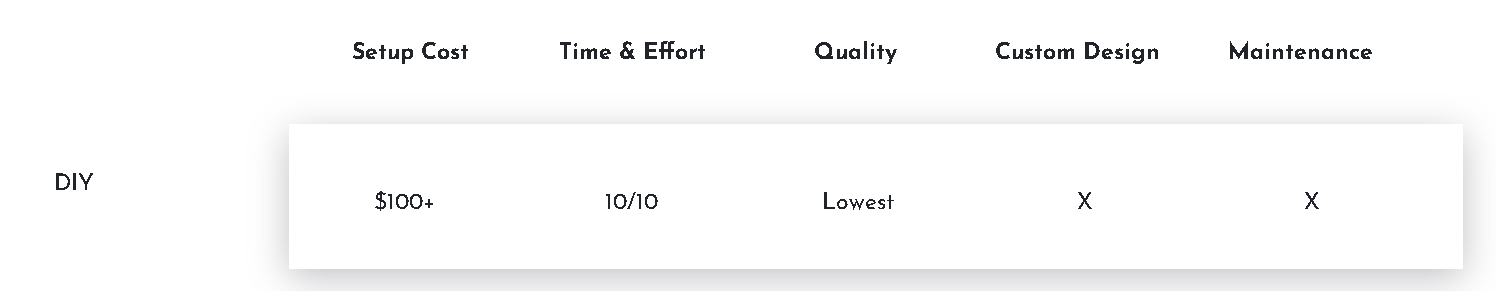 Setup Cost Time & Effort Quality Custom Design Maintenance
DIY
$100+ 10/10 Lowest X X